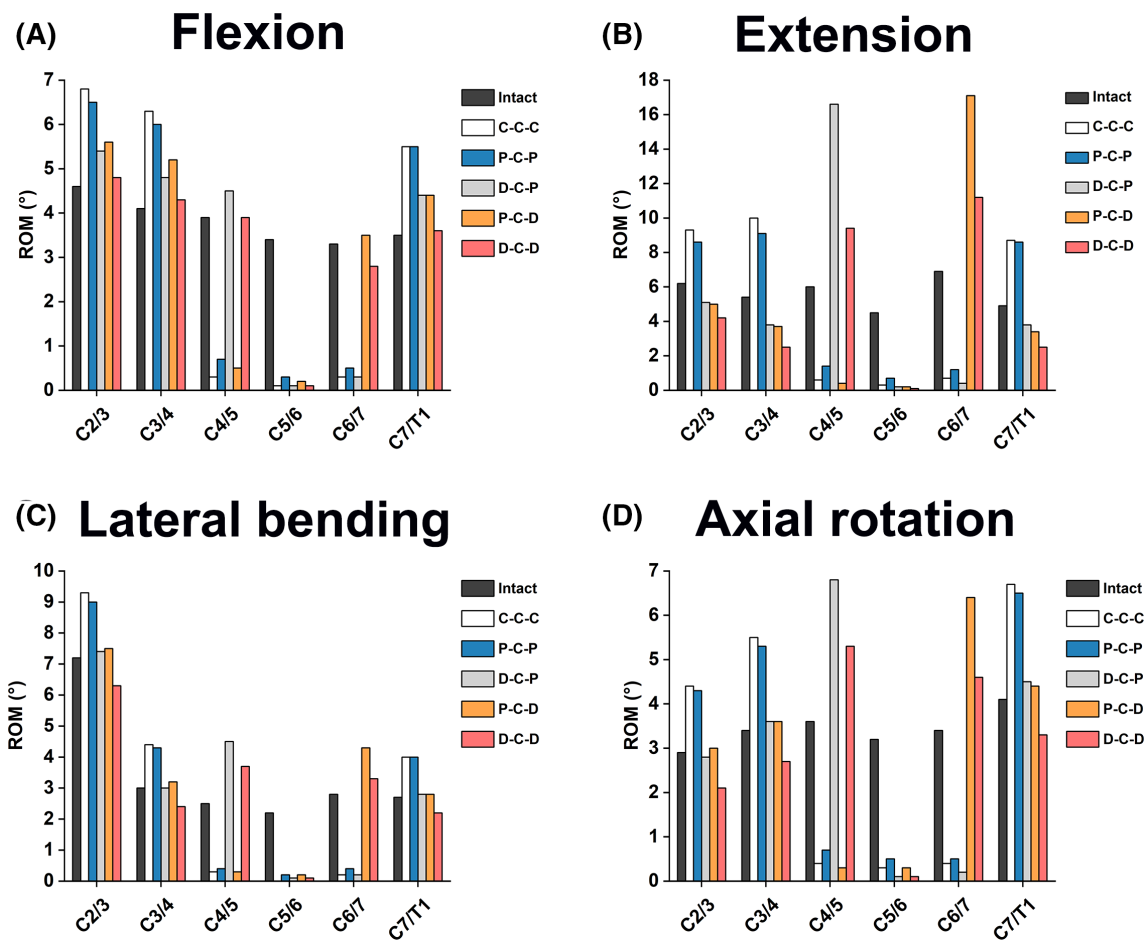 (A) Flexion
ROM (°)
7
6
5
4
3
2
1
0
C2/3 C3/4 C4/5 C5/6 C6/7 C7/T1
Intact
C-C-C
P-C-P
D-C-P
P-C-D
D-C-D
(B) Extension
ROM (°)
18
16
14
12
10
8
6
4
2
0
C2/3 C3/4 C4/5 C5/6 C6/7 C7/T1
Intact
C-C-C
P-C-P
D-C-P
P-C-D
D-C-D
(C) Lateral bending
ROM (°)
10
9
8
7
6
5
4
3
2
1
0
C2/3 C3/4 C4/5 C5/6 C6/7 C7/T1
Intact
C-C-C
P-C-P
D-C-P
P-C-D
D-C-D
(D) Axial rotation
ROM (°)
7
6
5
4
3
2
1
0
C2/3 C3/4 C4/5 C5/6 C6/7 C7/T1
Intact
C-C-C
P-C-P
D-C-P
P-C-D
D-C-D